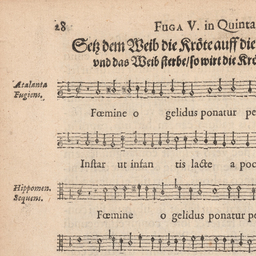 28 FUGA V. in Quinta
Setz dem Weib die Kröte auff die
vnd das Weib sterbe/so wirt die Krö
Atalanta
Fugiens.
Fœmine o gelidus ponatur pe
Instar ut infan tis lacte a poc
Hippomen.
Sequens.
Fœmine o gelidus ponatur pe